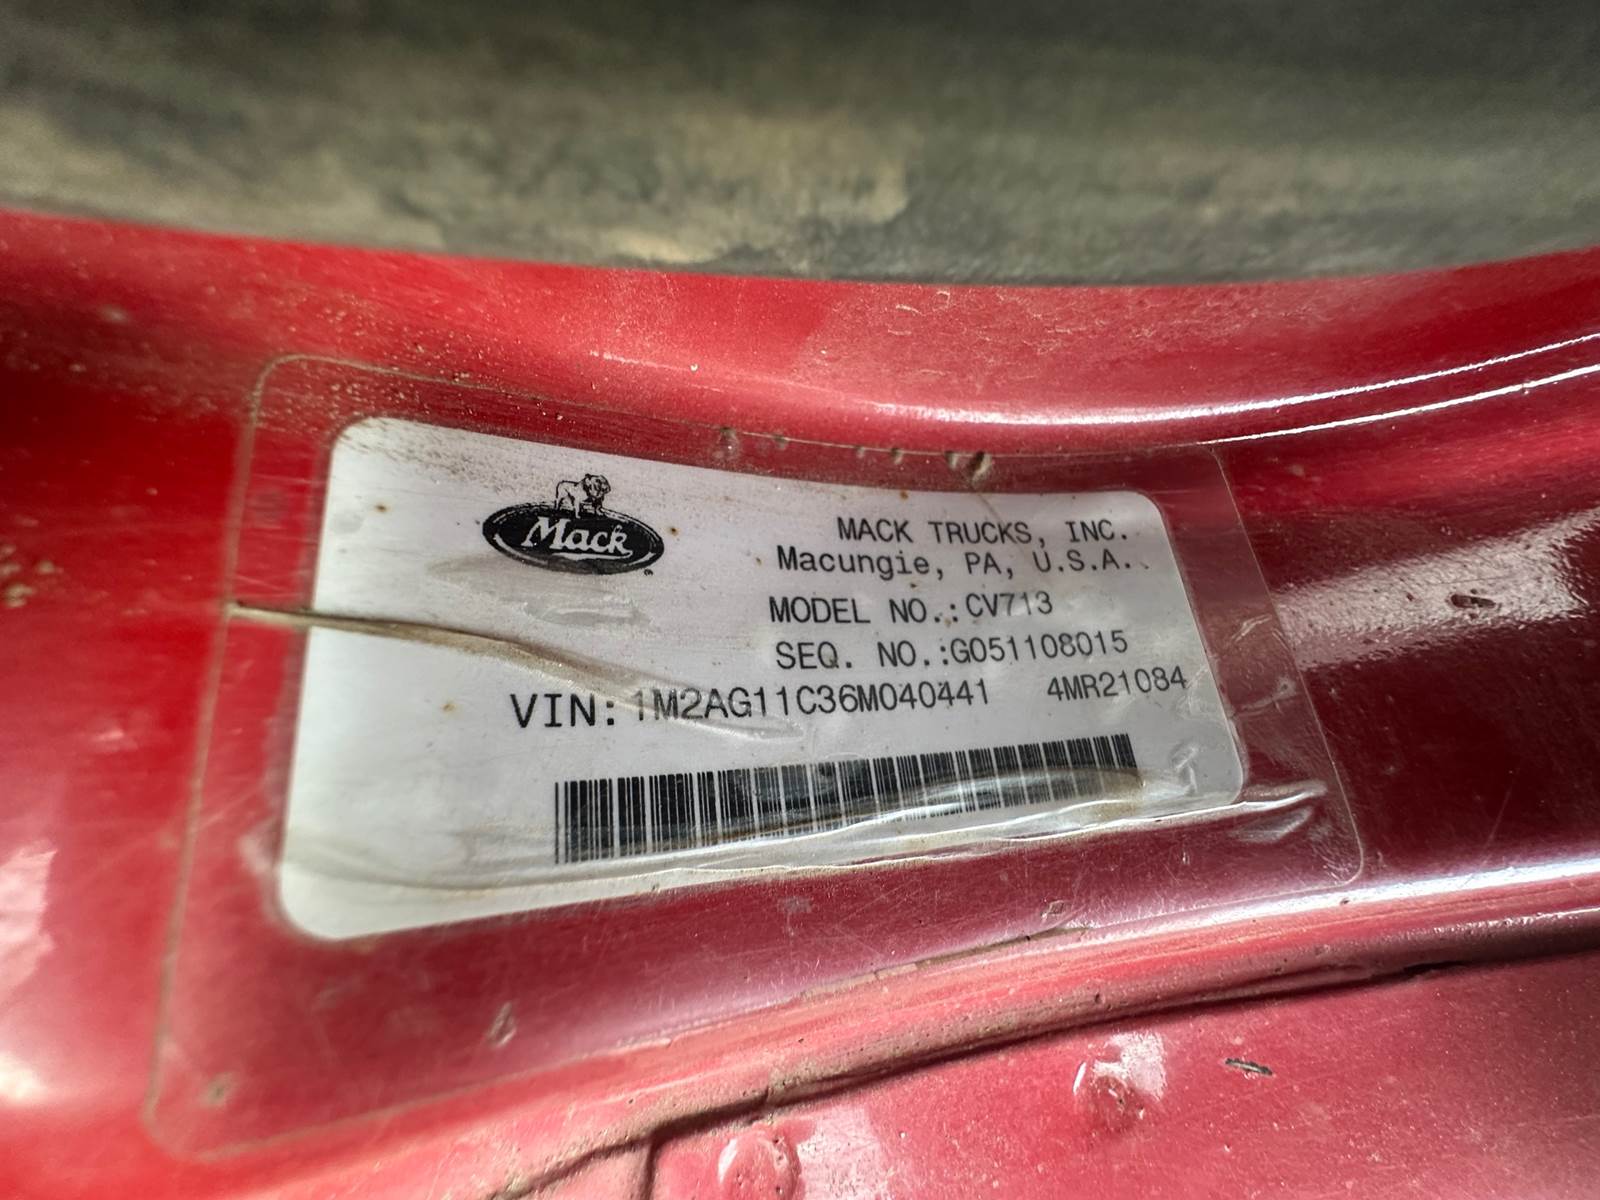 Mack
MACK TRUCKS, INC.
Macungie, PA, U.S.A.
MODEL NO.:CV713
SEQ. NO.:G051108015
VIN: 1M2AG11C36M040441 4MR21084